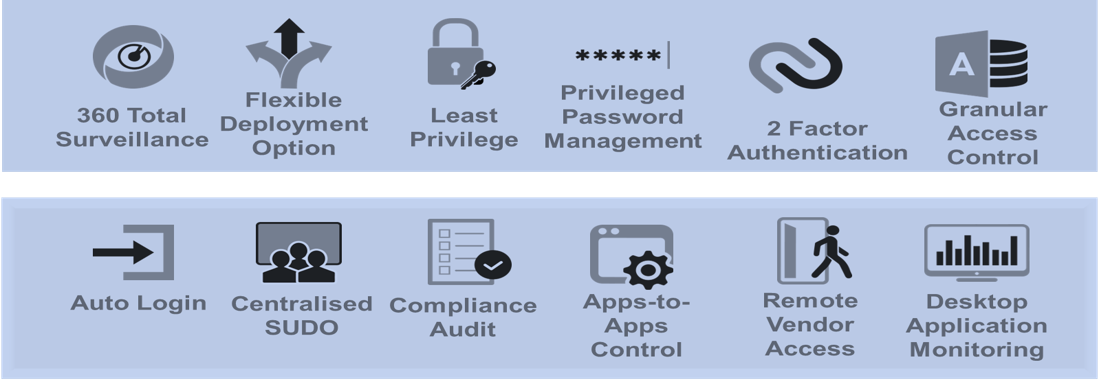 360 Total
Surveillance
Flexible
Deployment
Option
Least
Privilege
*****|
Privileged
Password
Management
2 Factor
Authentication
A
Granular
Access
Control
Auto Login
Centralised
SUDO
Compliance
Audit
Apps-to-
Apps
Control
Remote
Vendor
Access
Desktop
Application
Monitoring